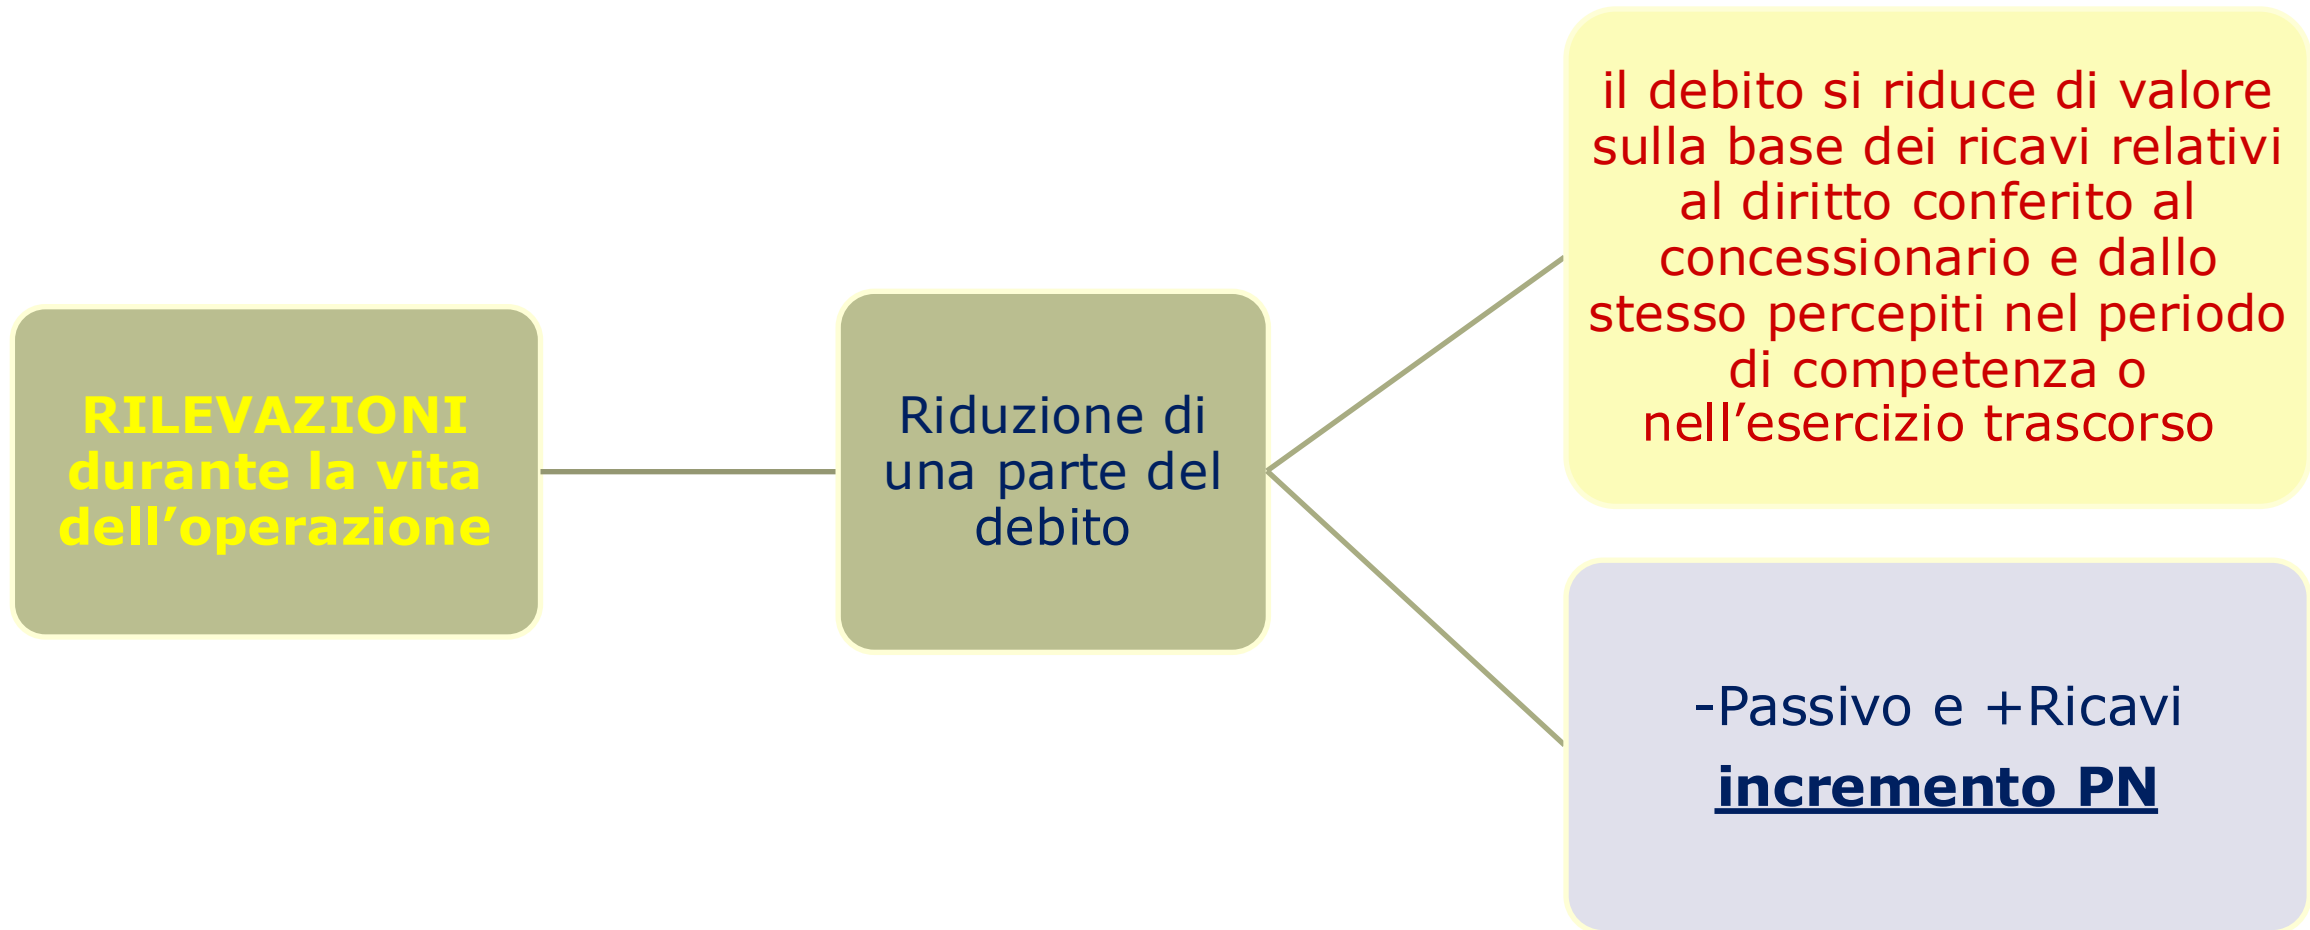 RILEVAZIONI
durante la vita
dell’operazione
Riduzione di
una parte del
debito
il debito si riduce di valore
sulla base dei ricavi relativi
al diritto conferito al
concessionario e dallo
stesso percepiti nel periodo
di competenza o
nell’esercizio trascorso
-Passivo e +Ricavi
incremento PN